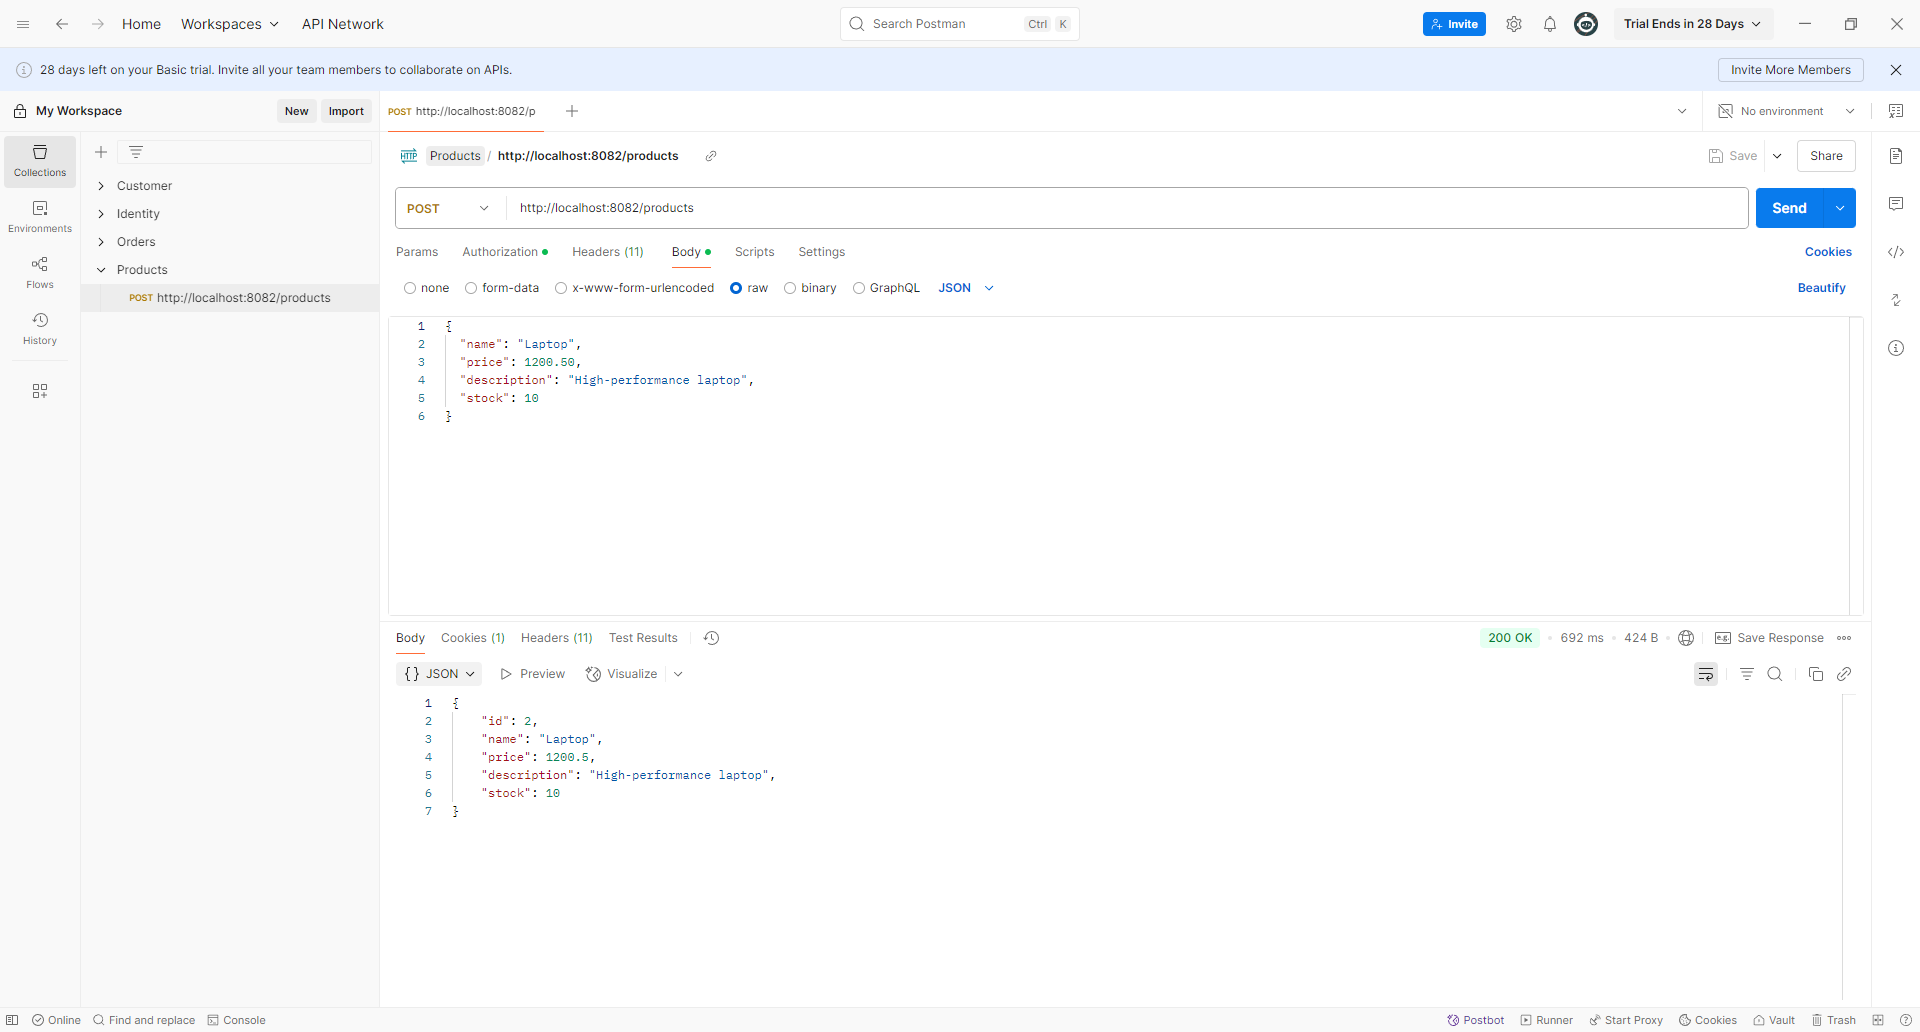 Home Workspaces API Network Search Postman Ctrl K Invite Trial Ends in 28 Days
28 days left on your Basic trial. Invite all your team members to collaborate on APIs. Invite More Members
My Workspace New Import POST http://localhost:8082/p No environment
Collections
Environments
Flows
History
Customer
Identity
Orders
Products
POST http://localhost:8082/products
HTTP Products / http://localhost:8082/products Save Share
POST http://localhost:8082/products Send
Params Authorization Headers (11) Body Scripts Settings Cookies
none form-data x-www-form-urlencoded raw binary GraphQL JSON Beautify
1 {
2 "name": "Laptop",
3 "price": 1200.50,
4 "description": "High-performance laptop",
5 "stock": 10
6 }
Body Cookies (1) Headers (11) Test Results 200 OK 692 ms 424 B e.g. Save Response
{} JSON Preview Visualize
1 {
2 "id": 2,
3 "name": "Laptop",
4 "price": 1200.5,
5 "description": "High-performance laptop",
6 "stock": 10
7 }
Online Find and replace Console Postbot Runner Start Proxy Cookies Vault Trash